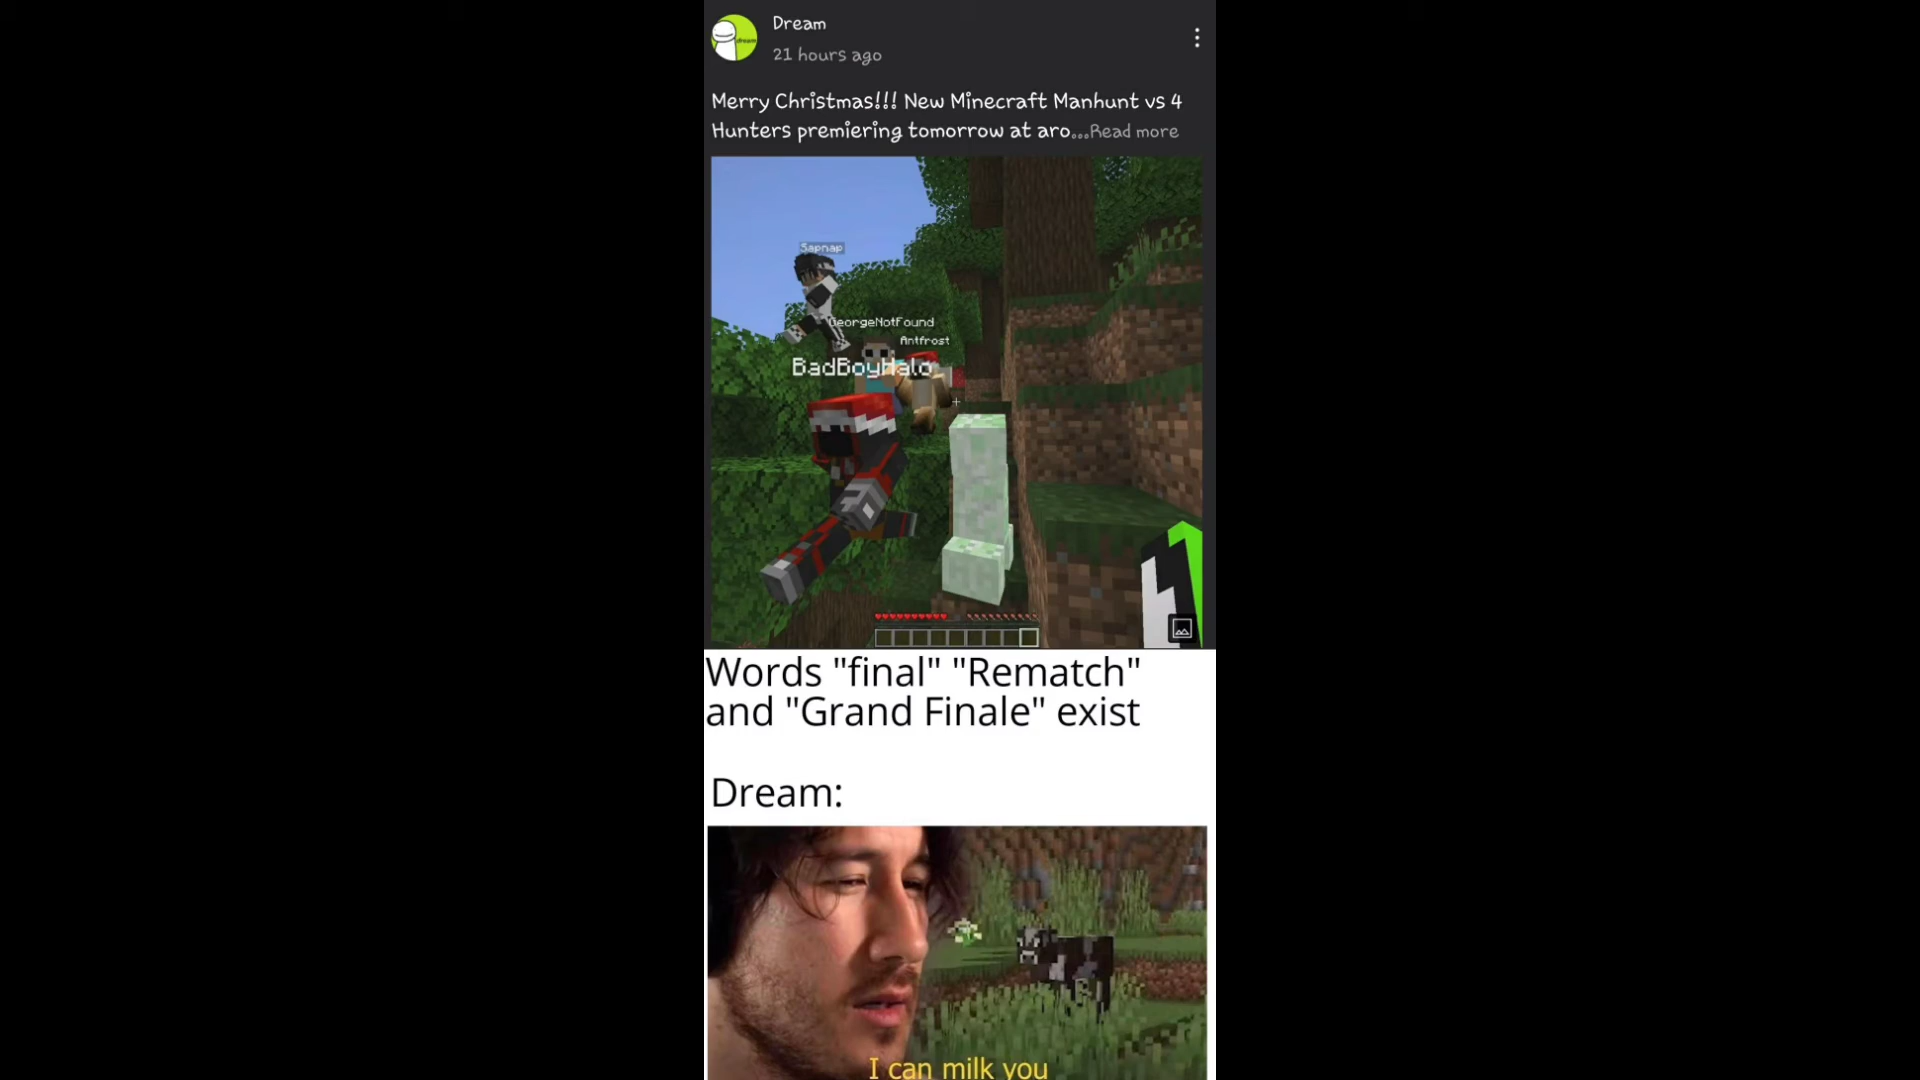 Dream
21 hours ago
Merry Christmas!!! New Minecraft Manhunt vs 4
Hunters premiering tomorrow at aro...Read more
Sapnap
GeorgeNotFound
Antfrost
BadBoyHalo
Words "final" "Rematch"
and "Grand Finale" exist
Dream:
I can milk you